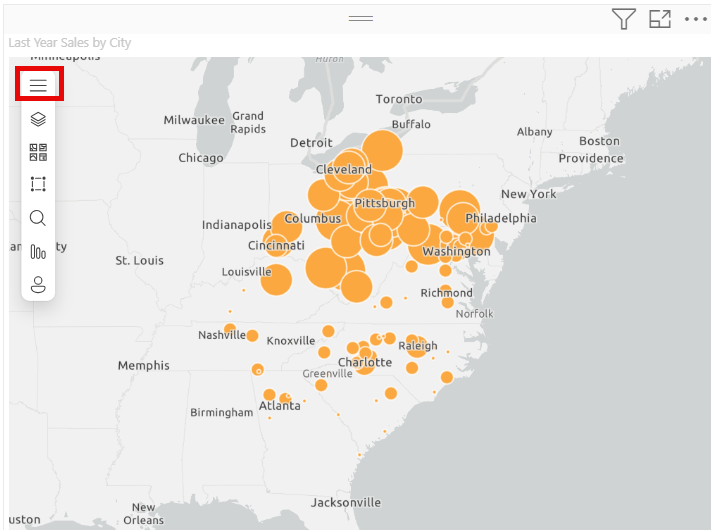 Last Year Sales by City
Minneapolis
Huron
Toronto
Milwaukee
Grand
Rapids
Buffalo
Albany
Detroit
Boston
Chicago
Providence
Cleveland
New York
Pittsburgh
Columbus
Philadelphia
Indianapolis
Cincinnati
City
Washington
St. Louis
Louisville
Richmond
Norfolk
Nashville
Knoxville
Raleigh
Memphis
Charlotte
Greenville
Atlanta
Birmingham
Jacksonville
New
Orleans
uston